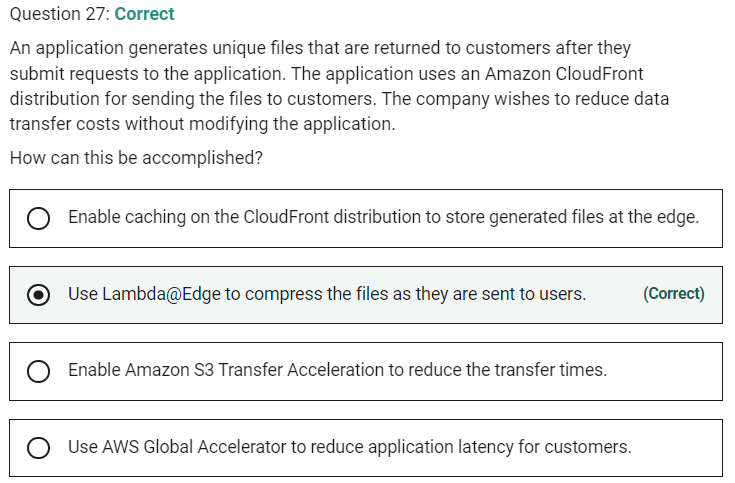 Question 27: Correct
An application generates unique files that are returned to customers after they
submit requests to the application. The application uses an Amazon CloudFront
distribution for sending the files to customers. The company wishes to reduce data
transfer costs without modifying the application.
How can this be accomplished?
Enable caching on the CloudFront distribution to store generated files at the edge.
Use Lambda@Edge to compress the files as they are sent to users. (Correct)
Enable Amazon S3 Transfer Acceleration to reduce the transfer times.
Use AWS Global Accelerator to reduce application latency for customers.